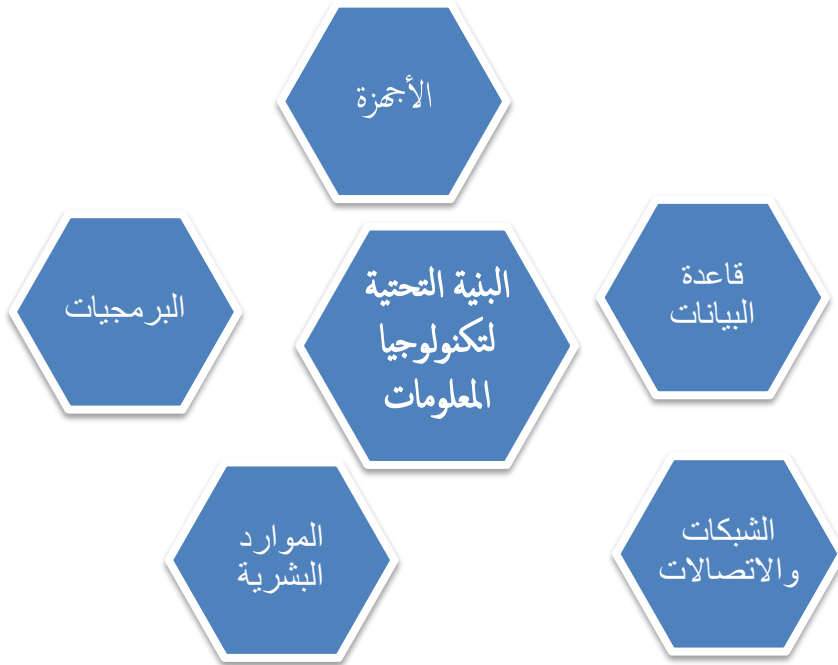 الأجهزة
قاعدة
البيانات
البنية التحتية
لتكنولوجيا
المعلومات
البرمجيات
الشبكات
والاتصالات
الموارد
البشرية